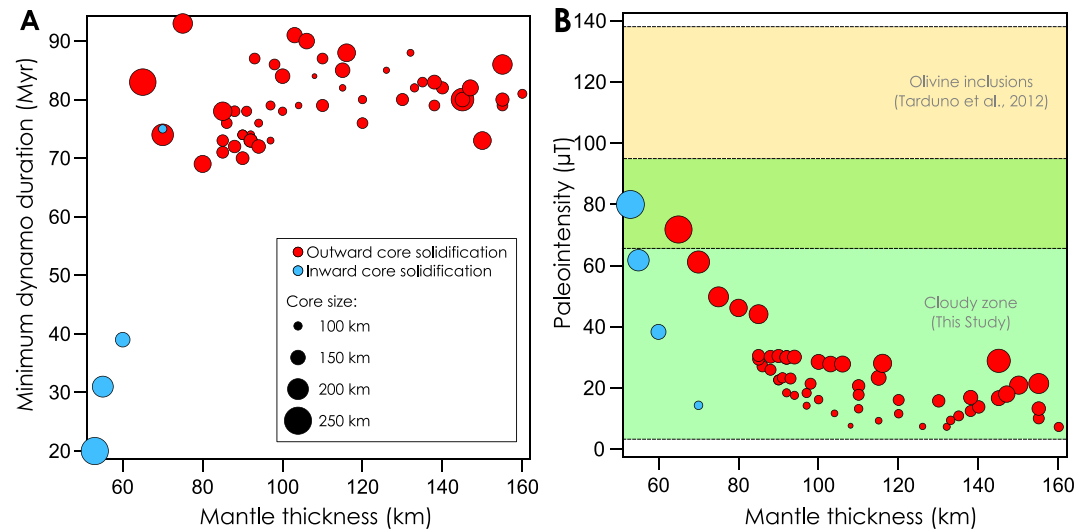 A
Minimum dynamo duration (Myr)
90
80
70
60
50
40
30
20
Outward core solidification
Inward core solidification
Core size:
100 km
150 km
200 km
250 km
60
80
100
120
140
160
Mantle thickness (km)
B
Paleointensity (μT)
140
120
100
80
60
40
20
0
Olivine inclusions
(Tarduno et al., 2012)
Cloudy zone
(This Study)
60
80
100
120
140
160
Mantle thickness (km)